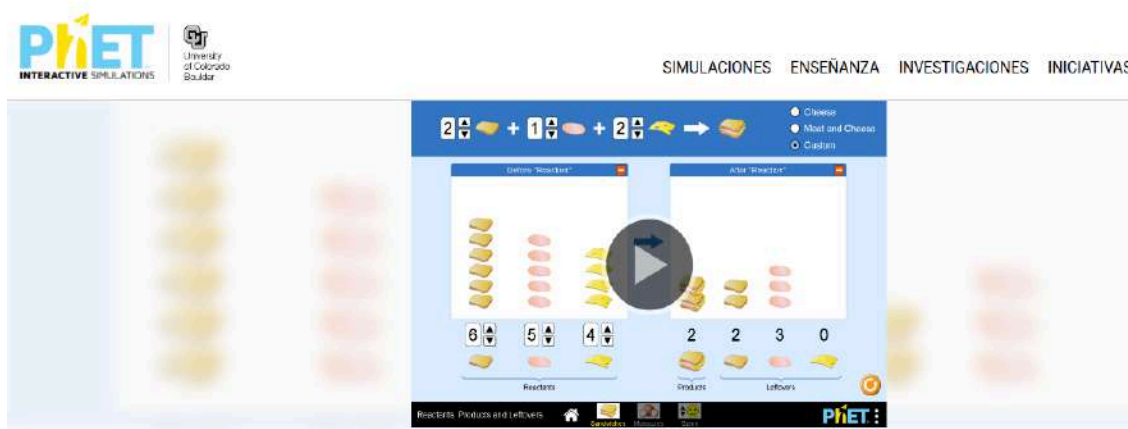 PhET
INTERACTIVE SIMULATIONS
University
of Colorado
Boulder
SIMULACIONES ENSEÑANZA INVESTIGACIONES INICIATIVAS
2 + 1 + 2
Cheese
Meat and Cheese
Custom
Before "Reaction"
After "Reaction"
6 5 4 2 2 3 0
Reactants Products Leftovers
Reactants, Products and Leftovers
Sandwiches Molecules Game
PhET